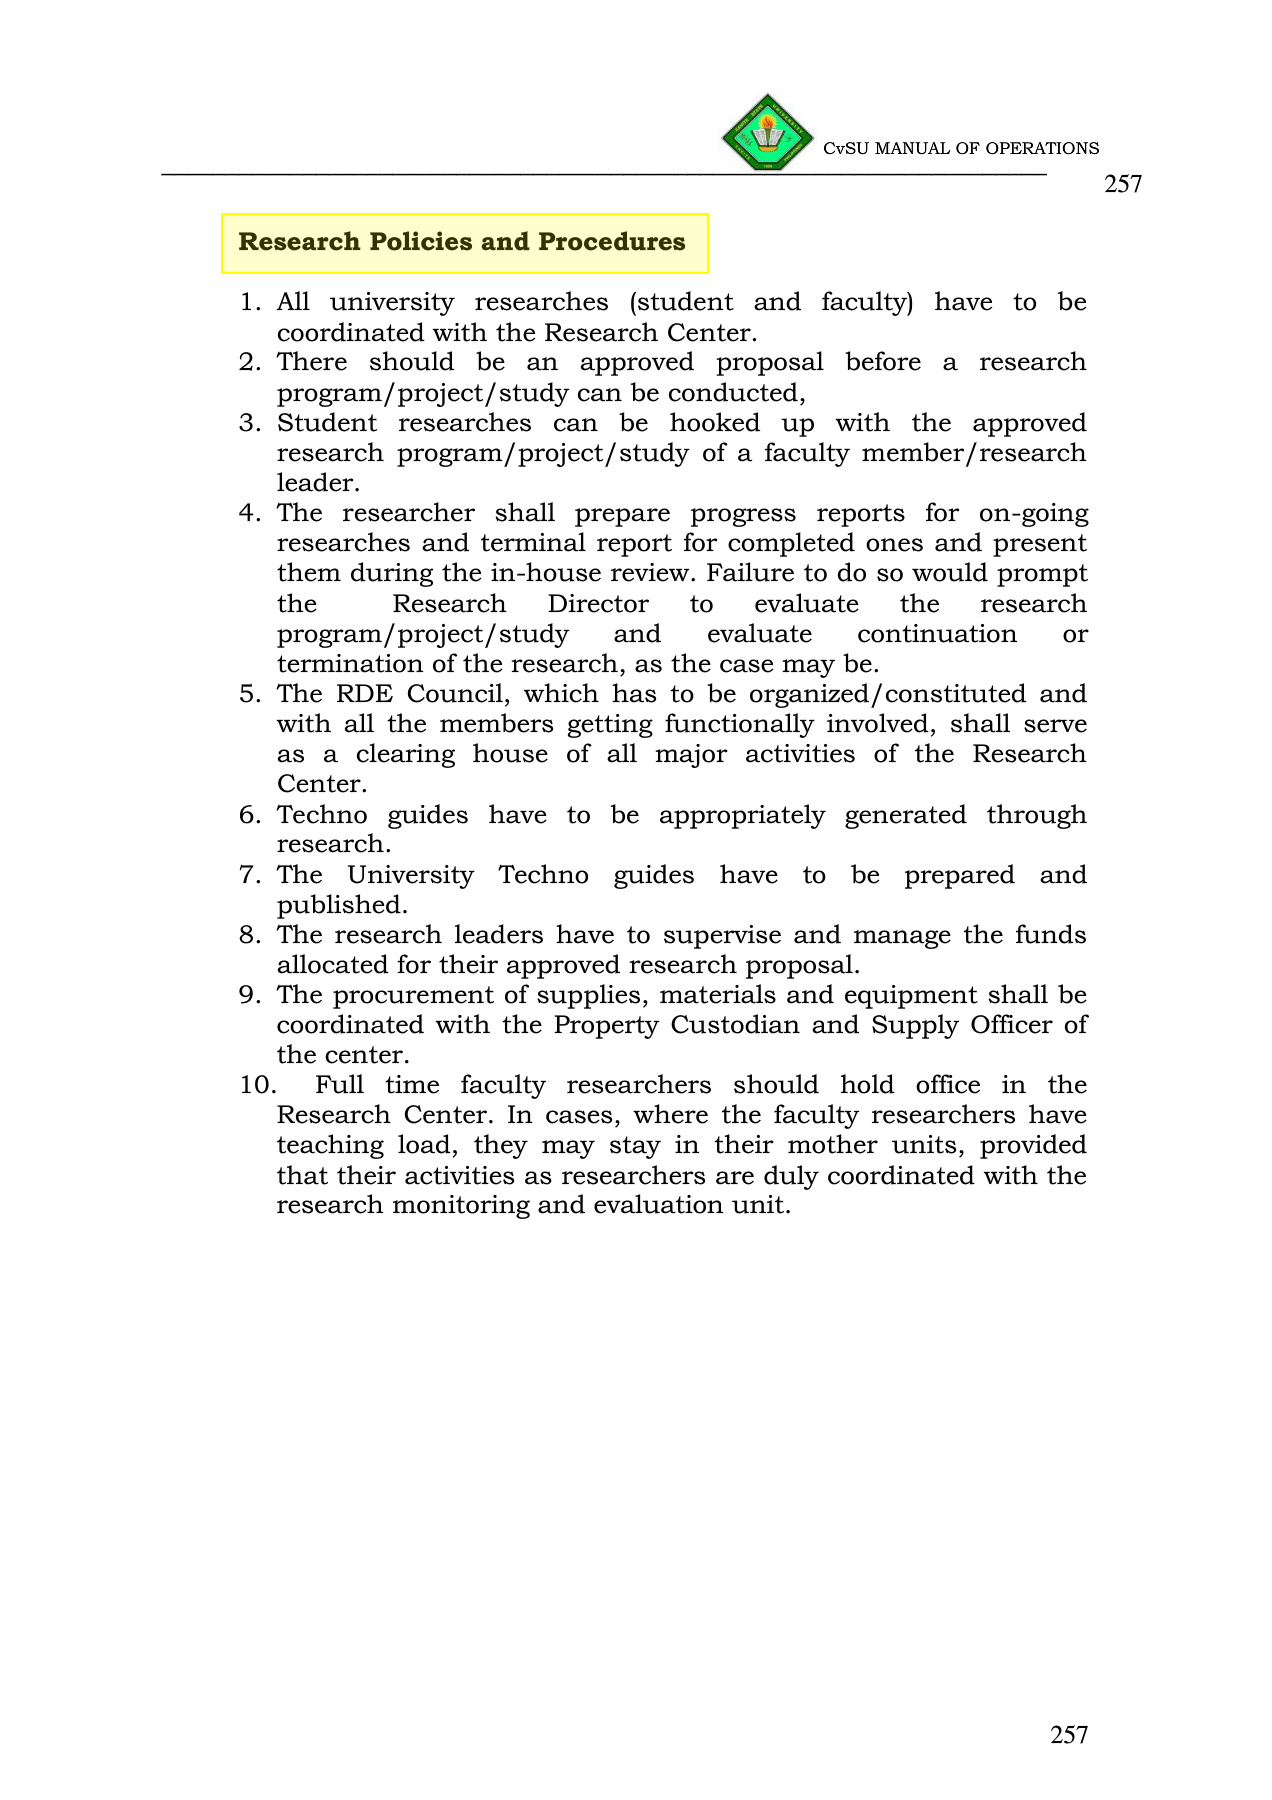 CvSU MANUAL OF OPERATIONS
257
Research Policies and Procedures
1. All university researches (student and faculty) have to be
coordinated with the Research Center.
2. There should be an approved proposal before a research
program/project/study can be conducted,
3. Student researches can be hooked up with the approved
research program/project/study of a faculty member/research
leader.
4. The researcher shall prepare progress reports for on-going
researches and terminal report for completed ones and present
them during the in-house review. Failure to do so would prompt
the Research Director to evaluate the research
program/project/study and evaluate continuation or
termination of the research, as the case may be.
5. The RDE Council, which has to be organized/constituted and
with all the members getting functionally involved, shall serve
as a clearing house of all major activities of the Research
Center.
6. Techno guides have to be appropriately generated through
research.
7. The University Techno guides have to be prepared and
published.
8. The research leaders have to supervise and manage the funds
allocated for their approved research proposal.
9. The procurement of supplies, materials and equipment shall be
coordinated with the Property Custodian and Supply Officer of
the center.
10. Full time faculty researchers should hold office in the
Research Center. In cases, where the faculty researchers have
teaching load, they may stay in their mother units, provided
that their activities as researchers are duly coordinated with the
research monitoring and evaluation unit.
257